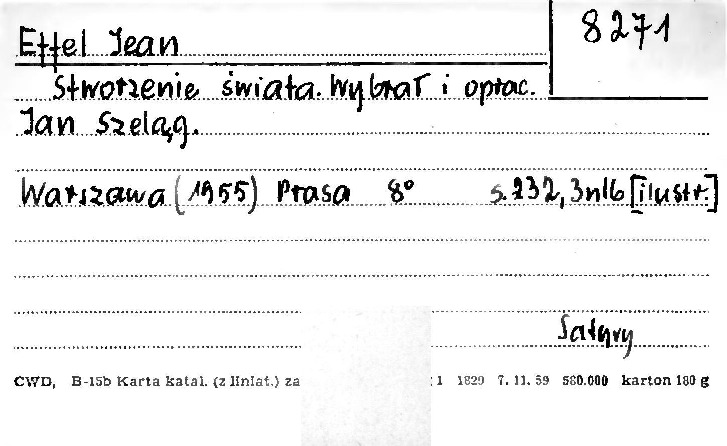 Effel Jean
8271
Stworzenie świata. Wybrał i oprac.
Jan Szeląg.
Warszawa (1955) Prasa 8° s. 232, 3nlb [ilustr.]
Satyry
CWD, B-15b Karta katal. (z liniat.) za 1 1829 7. 11. 59 580.000 karton 180 g